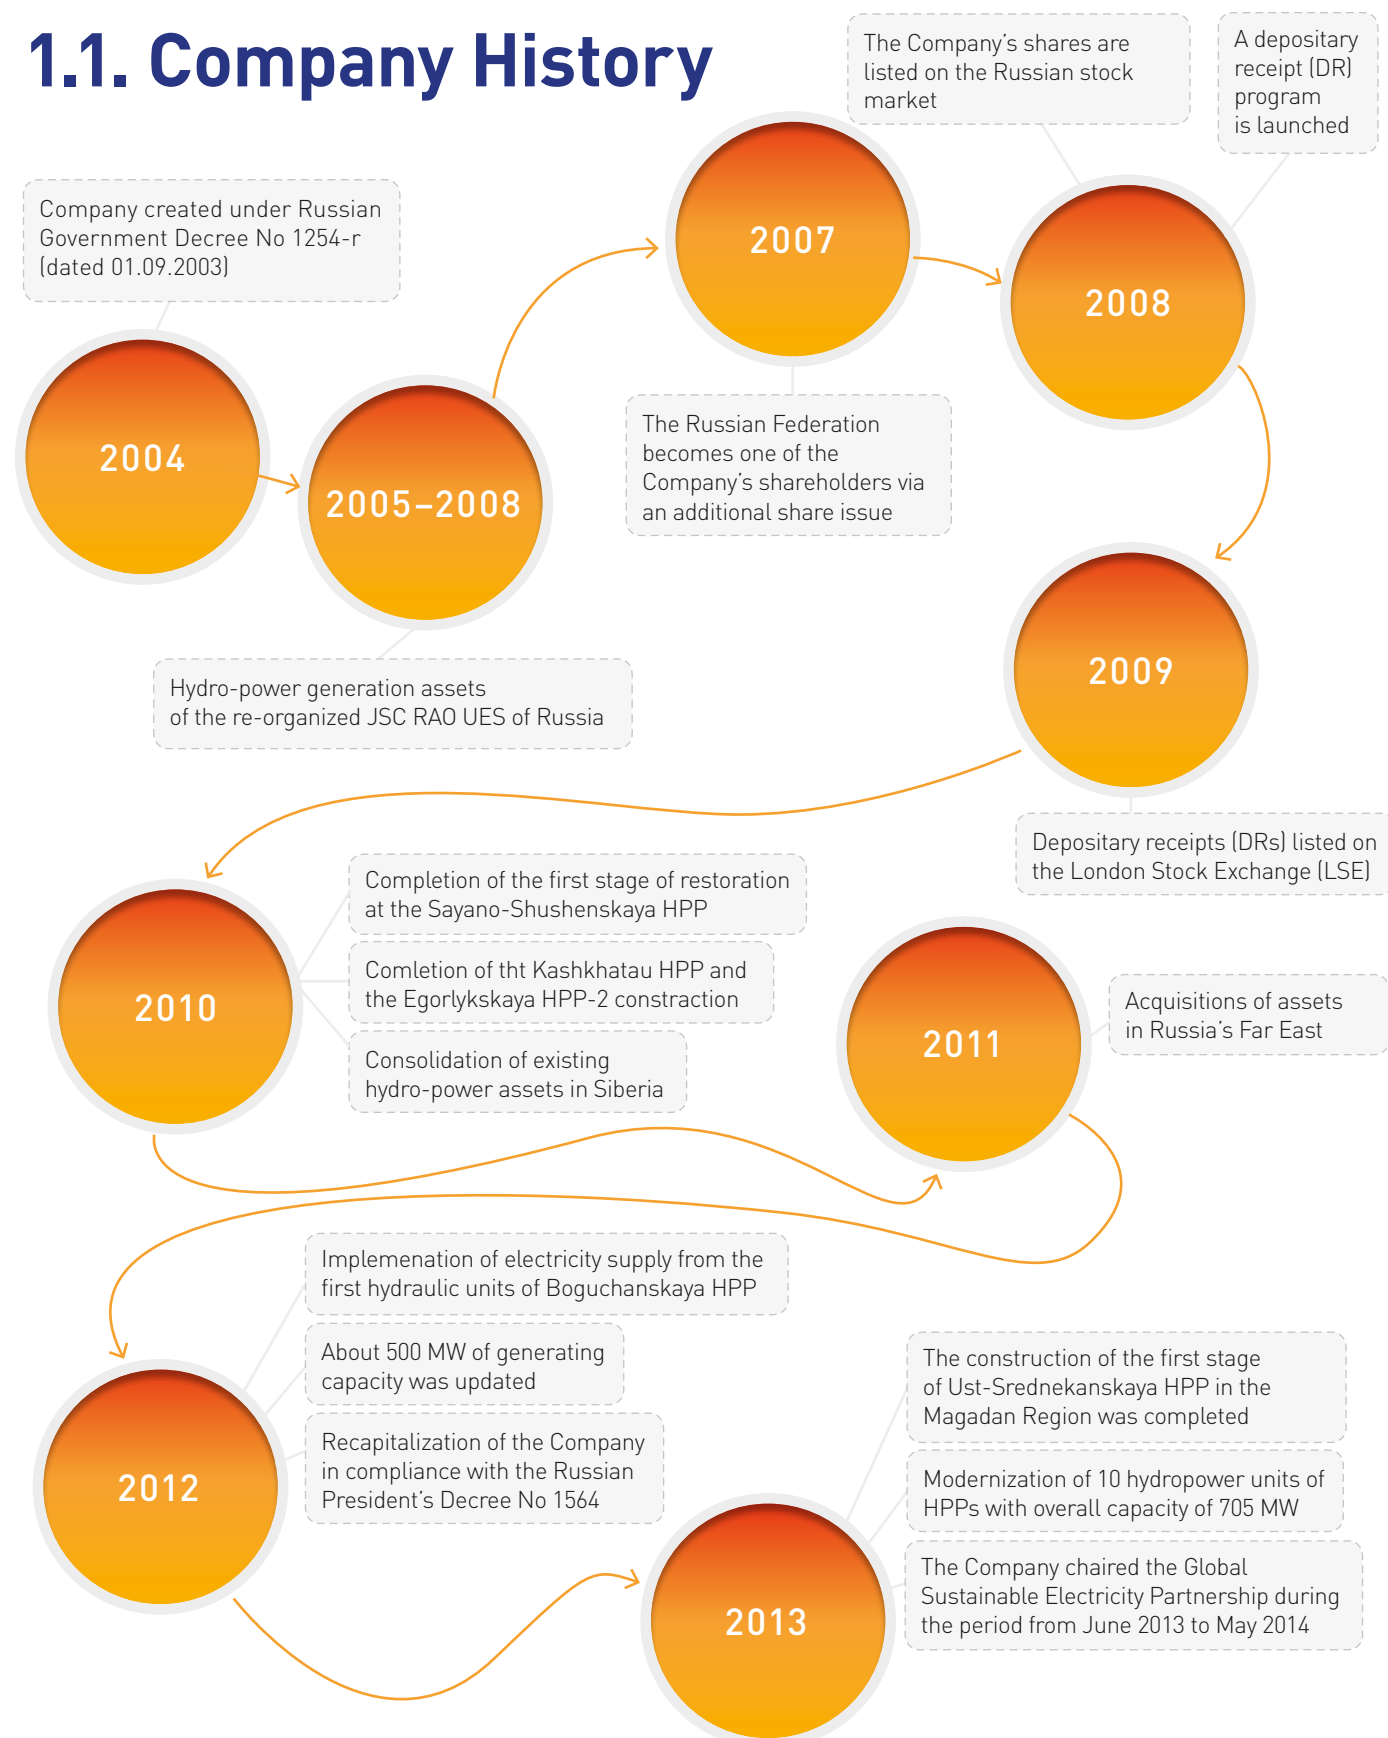 1.1. Company History
Company created under Russian
Government Decree No 1254-r
(dated 01.09.2003)
2004
2005–2008
Hydro-power generation assets
of the re-organized JSC RAO UES of Russia
2007
The Russian Federation
becomes one of the
Company's shareholders via
an additional share issue
The Company's shares are
listed on the Russian stock
market
A depositary
receipt (DR)
program
is launched
2008
2009
Depositary receipts (DRs) listed on
the London Stock Exchange (LSE)
2010
Completion of the first stage of restoration
at the Sayano-Shushenskaya HPP
Comletion of tht Kashkhatau HPP and
the Egorlykskaya HPP-2 constraction
Consolidation of existing
hydro-power assets in Siberia
2011
Acquisitions of assets
in Russia's Far East
2012
Implemenation of electricity supply from the
first hydraulic units of Boguchanskaya HPP
About 500 MW of generating
capacity was updated
Recapitalization of the Company
in compliance with the Russian
President's Decree No 1564
2013
The construction of the first stage
of Ust-Srednekanskaya HPP in the
Magadan Region was completed
Modernization of 10 hydropower units of
HPPs with overall capacity of 705 MW
The Company chaired the Global
Sustainable Electricity Partnership during
the period from June 2013 to May 2014